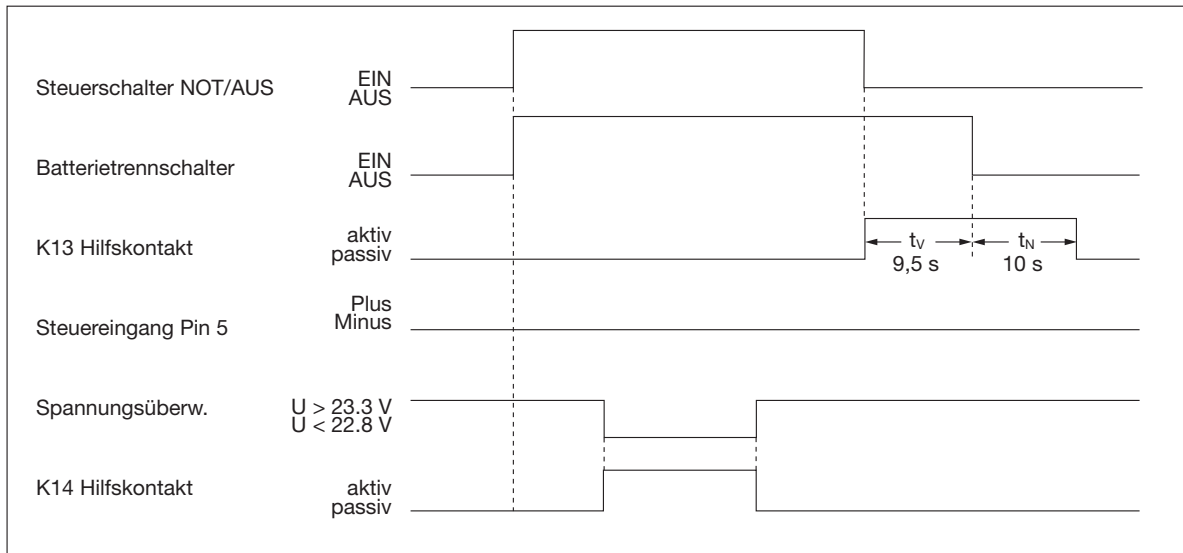 Steuerschalter NOT/AUS EIN
AUS
Batterietrennschalter EIN
AUS
K13 Hilfskontakt aktiv
passiv
tV tN
9,5 s 10 s
Steuereingang Pin 5 Plus
Minus
Spannungsüberw. U > 23.3 V
U < 22.8 V
K14 Hilfskontakt aktiv
passiv